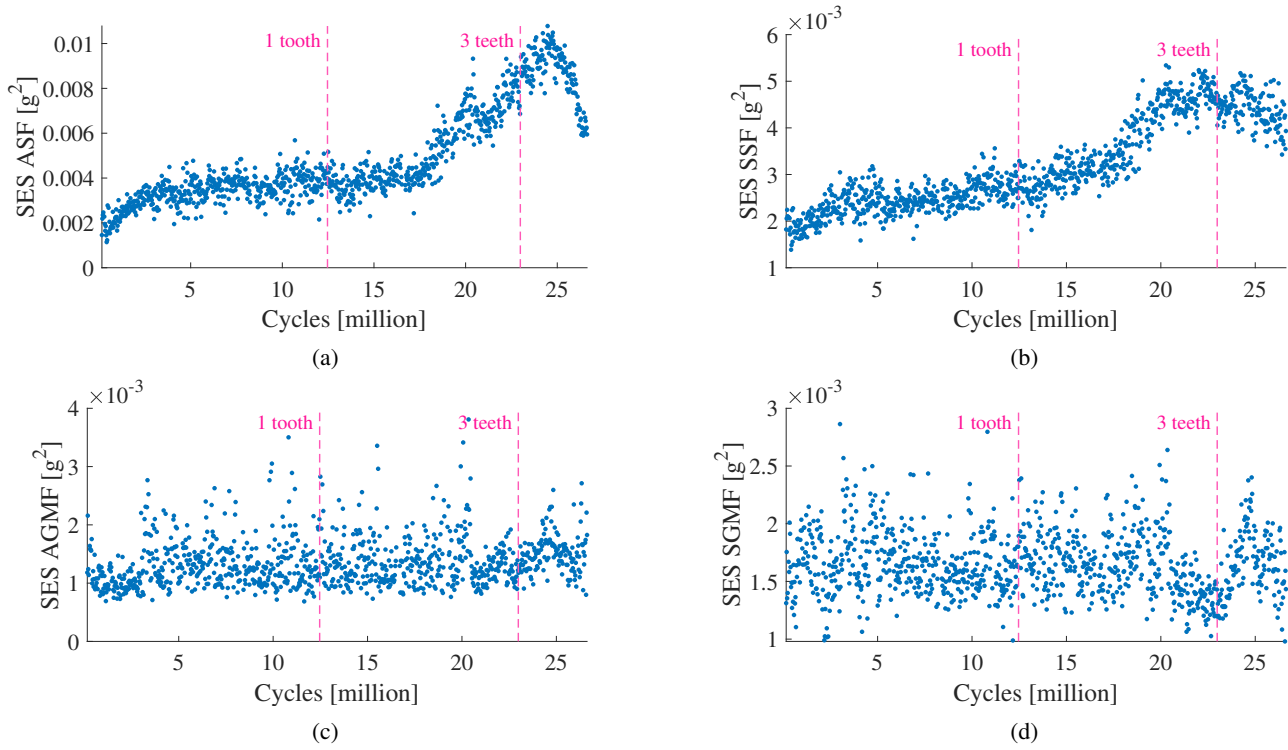 1 tooth
3 teeth
0.01
0.008
0.006
0.004
0.002
0
SES ASF [g²]
5 10 15 20 25
Cycles [million]
(a)
×10⁻³
1 tooth
3 teeth
6
5
4
3
2
1
SES SSF [g²]
5 10 15 20 25
Cycles [million]
(b)
×10⁻³
1 tooth
3 teeth
4
3
2
1
0
SES AGMF [g²]
5 10 15 20 25
Cycles [million]
(c)
×10⁻³
1 tooth
3 teeth
3
2.5
2
1.5
1
SES SGMF [g²]
5 10 15 20 25
Cycles [million]
(d)